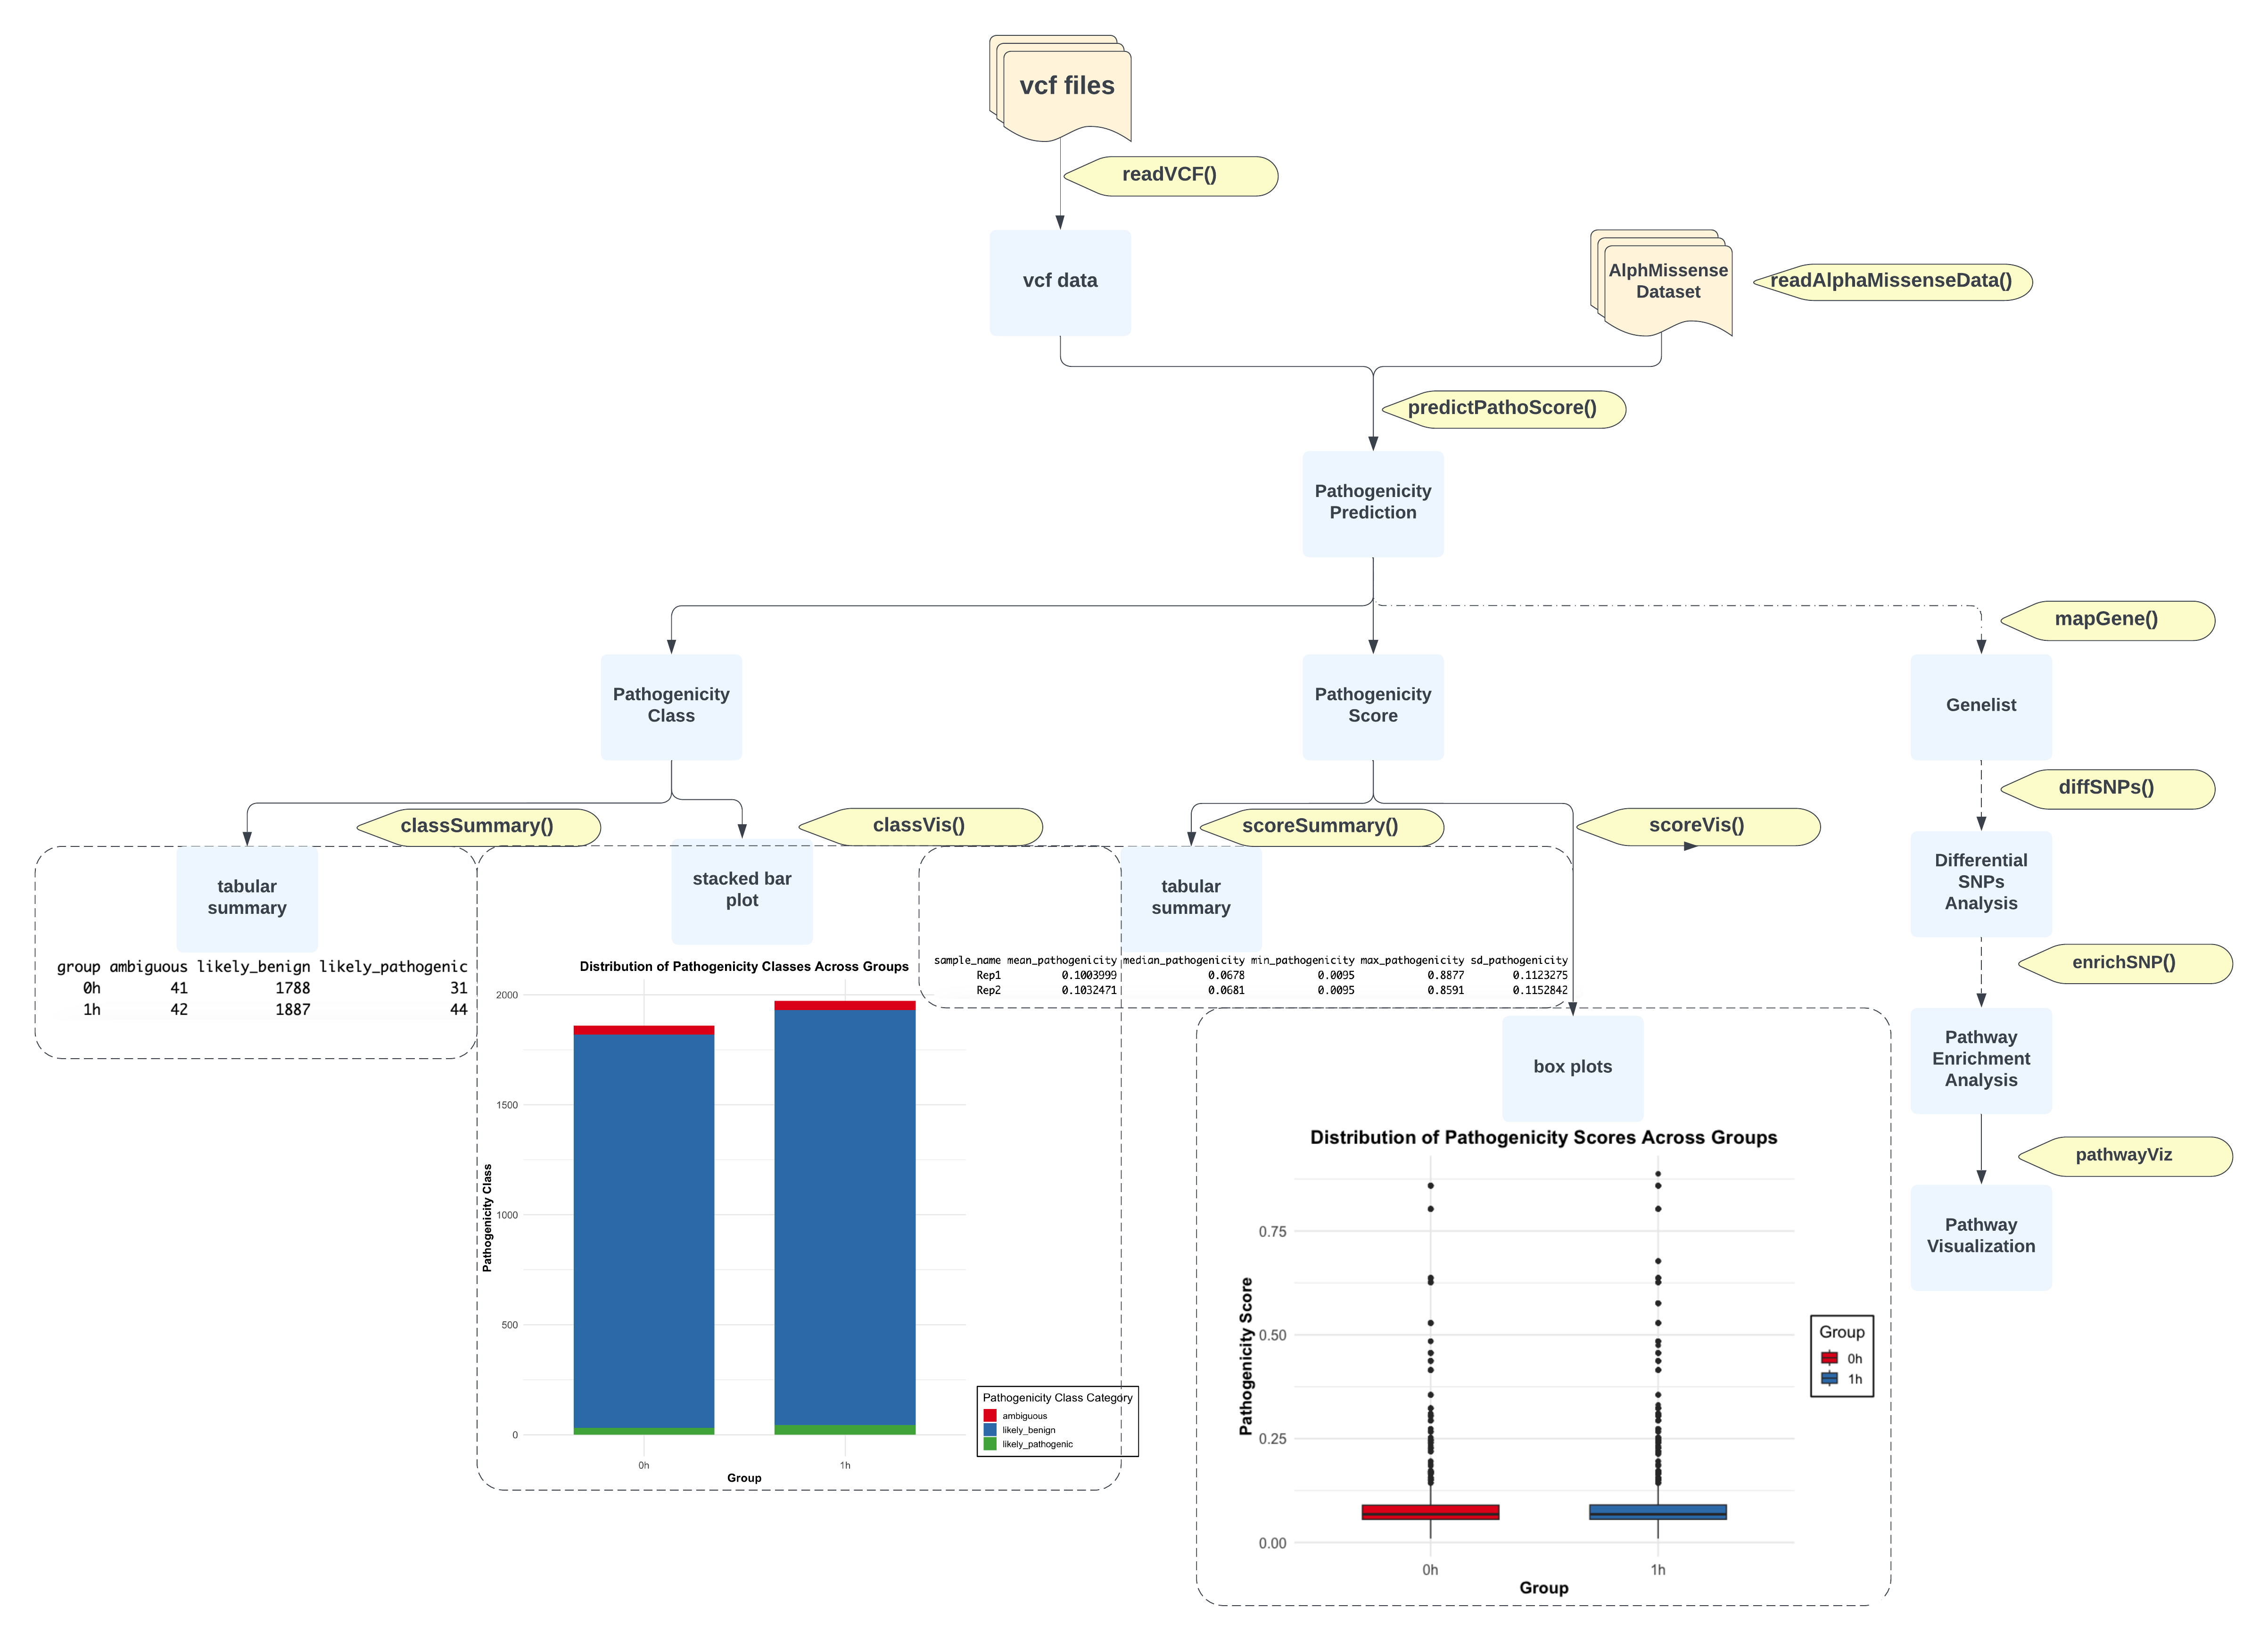 vcf files
readVCF()
vcf data
AlphMissense
Dataset
readAlphaMissenseData()
predictPathoScore()
Pathogenicity
Prediction
mapGene()
Pathogenicity
Class
Pathogenicity
Score
Genelist
diffSNPs()
classSummary()
classVis()
scoreSummary()
scoreVis()
tabular
summary
stacked bar
plot
tabular
summary
Differential
SNPs
Analysis
enrichSNP()
group ambiguous likely_benign likely_pathogenic
0h 41 1788 31
1h 42 1887 44
Distribution of Pathogenicity Classes Across Groups
2000
1500
1000
500
0
Pathogenicity Class
0h
1h
Group
Pathogenicity Class Category
ambiguous
likely_benign
likely_pathogenic
sample_name mean_pathogenicity median_pathogenicity min_pathogenicity max_pathogenicity sd_pathogenicity
Rep1 0.1003999 0.0678 0.0095 0.8877 0.1123275
Rep2 0.1032471 0.0681 0.0095 0.8591 0.1152842
box plots
Distribution of Pathogenicity Scores Across Groups
0.75
0.50
0.25
0.00
Pathogenicity Score
0h
1h
Group
Group
0h
1h
Pathway
Enrichment
Analysis
pathwayViz
Pathway
Visualization